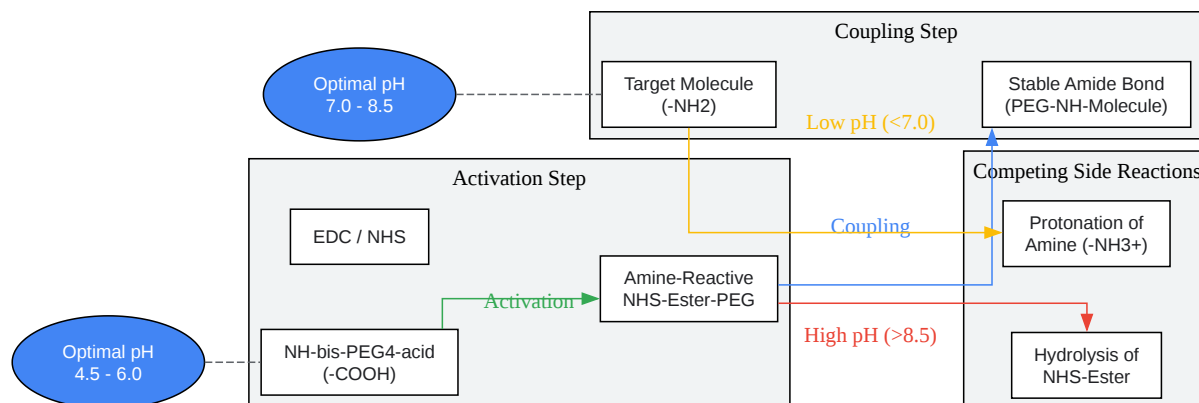 Coupling Step
Optimal pH
7.0 - 8.5
Target Molecule
(-NH2)
Stable Amide Bond
(PEG-NH-Molecule)
Low pH (<7.0)
Activation Step
Competing Side Reactions
EDC / NHS
Coupling
Protonation of
Amine (-NH3+)
Amine-Reactive
NHS-Ester-PEG
Activation
High pH (>8.5)
Optimal pH
4.5 - 6.0
NH-bis-PEG4-acid
(-COOH)
Hydrolysis of
NHS-Ester